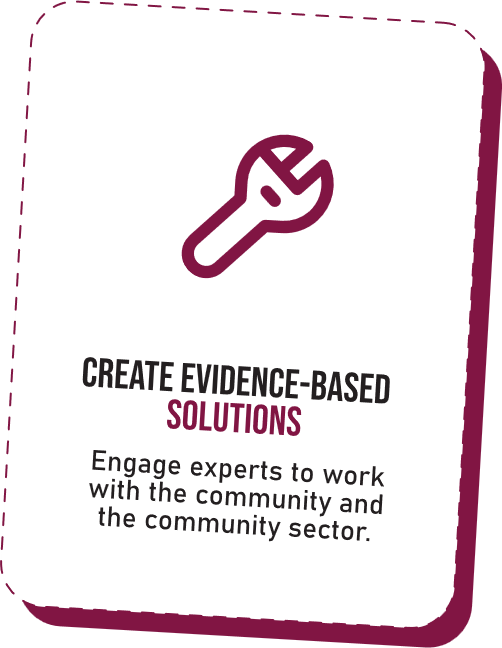 CREATE EVIDENCE-BASED
SOLUTIONS
Engage experts to work
with the community and
the community sector.